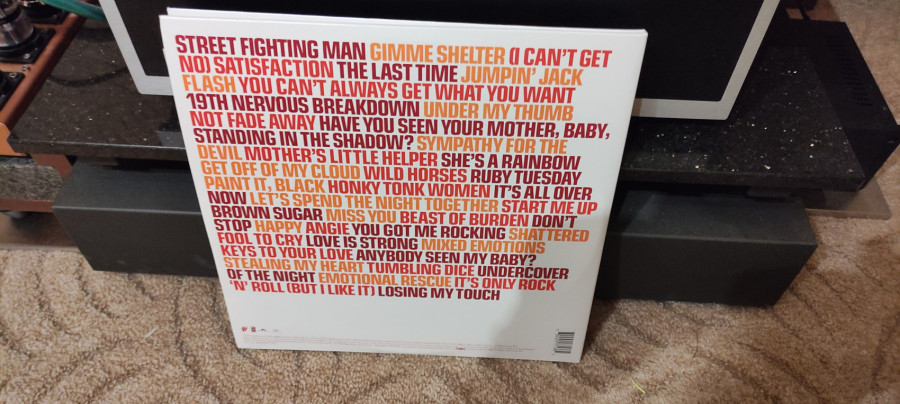 STREET FIGHTING MAN GIMME SHELTER (I CAN'T GET
NO) SATISFACTION THE LAST TIME JUMPIN' JACK
FLASH YOU CAN'T ALWAYS GET WHAT YOU WANT
19TH NERVOUS BREAKDOWN UNDER MY THUMB
NOT FADE AWAY HAVE YOU SEEN YOUR MOTHER, BABY,
STANDING IN THE SHADOW? SYMPATHY FOR THE
DEVIL MOTHER'S LITTLE HELPER SHE'S A RAINBOW
GET OFF OF MY CLOUD WILD HORSES RUBY TUESDAY
PAINT IT, BLACK HONKY TONK WOMEN IT'S ALL OVER
NOW LET'S SPEND THE NIGHT TOGETHER START ME UP
BROWN SUGAR MISS YOU BEAST OF BURDEN DON'T
STOP HAPPY ANGIE YOU GOT ME ROCKING SHATTERED
FOOL TO CRY LOVE IS STRONG MIXED EMOTIONS
KEYS TO YOUR LOVE ANYBODY SEEN MY BABY?
STEALING MY HEART TUMBLING DICE UNDERCOVER
OF THE NIGHT EMOTIONAL RESCUE IT'S ONLY ROCK
'N' ROLL (BUT I LIKE IT) LOSING MY TOUCH